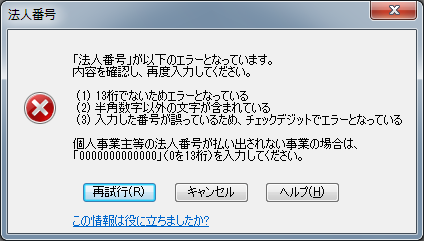 法人番号
「法人番号」が以下のエラーとなっています。
内容を確認し、再度入力してください。
(1) 13桁でないためエラーとなっている
(2) 半角数字以外の文字が含まれている
(3) 入力した番号が誤っているため、チェックデジットでエラーとなっている
個人事業主等の法人番号が払い出されない事業の場合は、
「0000000000000」(0を13桁)を入力してください。
再試行(R)
キャンセル
ヘルプ(H)
この情報は役に立ちましたか?